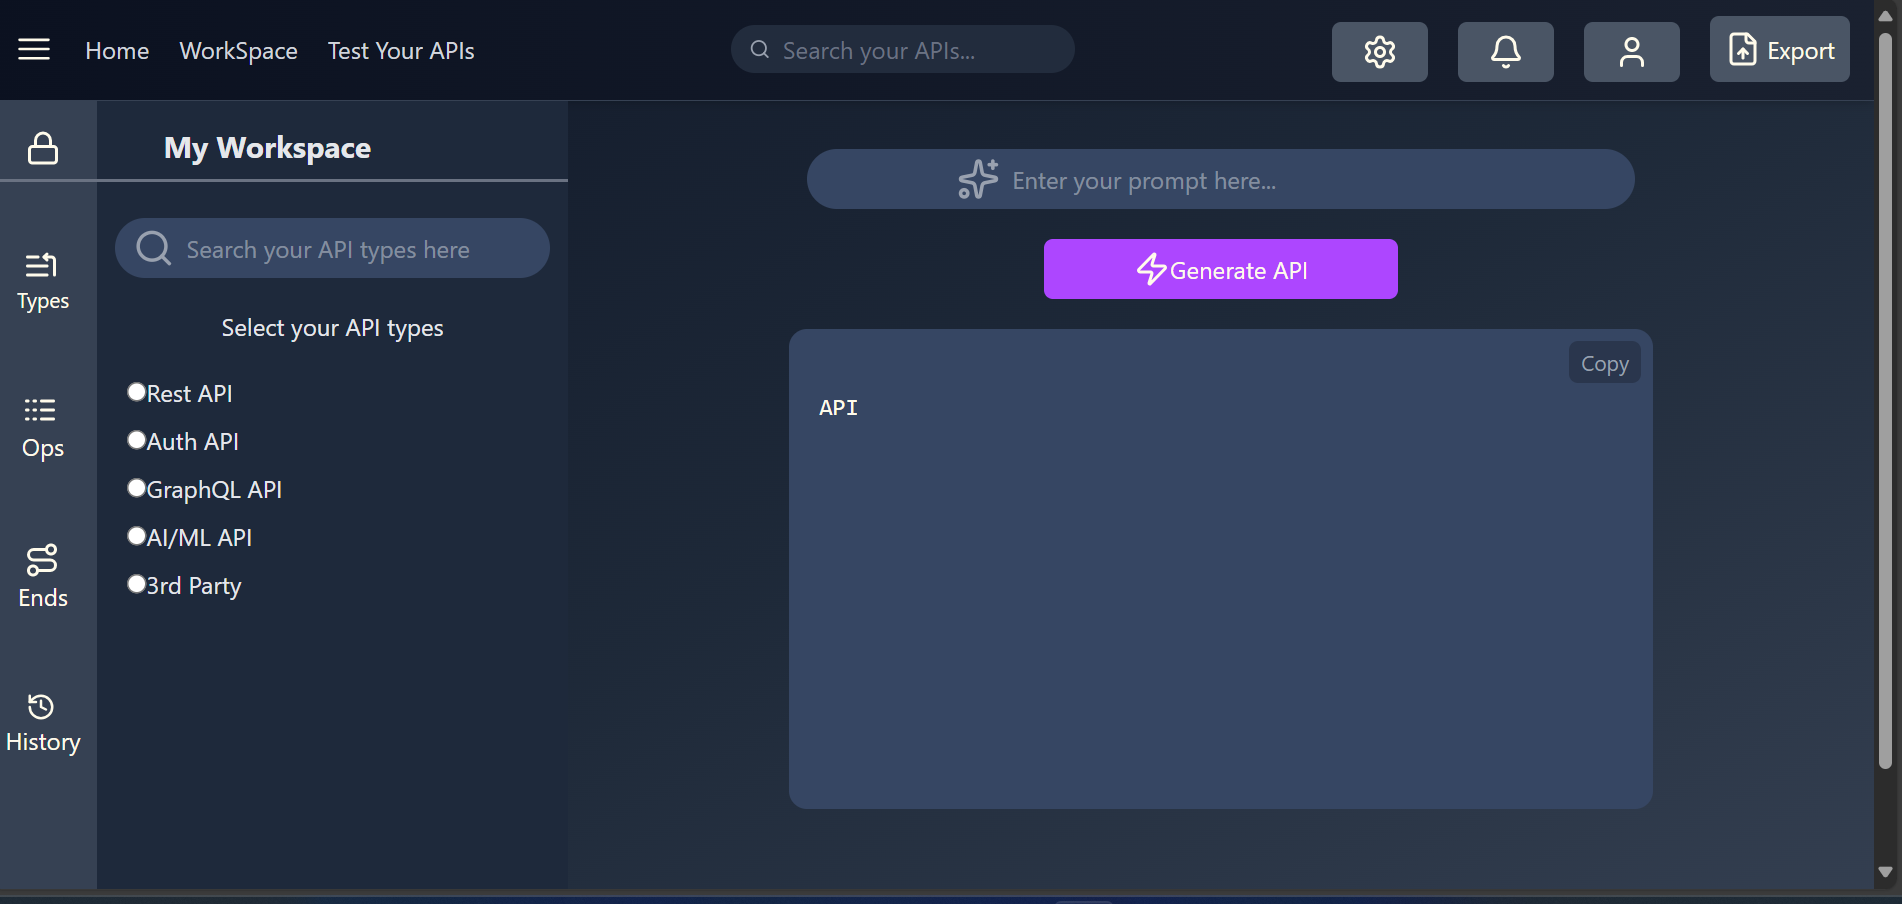 Home WorkSpace Test Your APIs Search your APIs... Export
My Workspace
Enter your prompt here...
Search your API types here
Generate API
Types
Select your API types
Copy
Rest API
API
Auth API
Ops
GraphQL API
AI/ML API
3rd Party
Ends
History